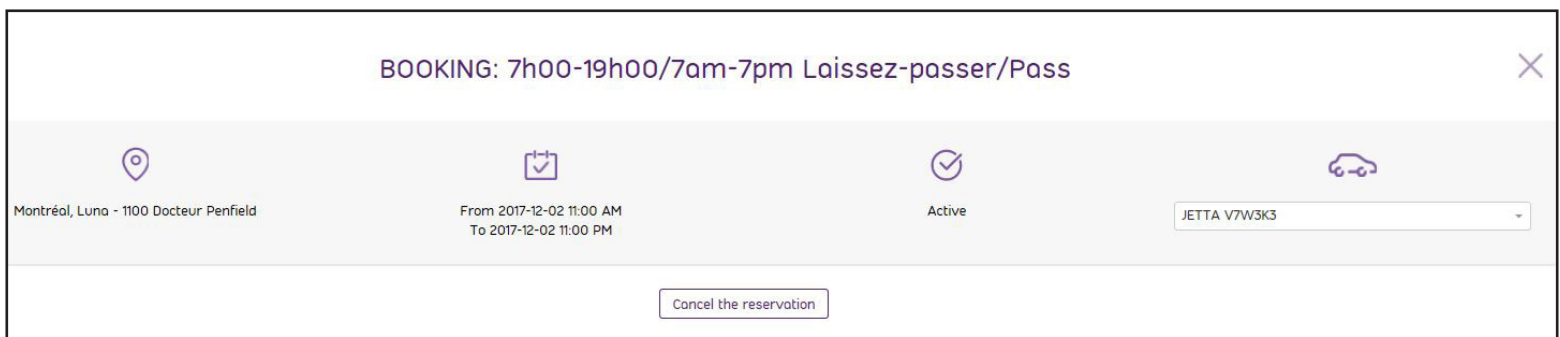 BOOKING: 7h00-19h00/7am-7pm Laissez-passer/Pass
Montréal, Luna - 1100 Docteur Penfield
From 2017-12-02 11:00 AM
To 2017-12-02 11:00 PM
Active
JETTA V7W3K3
Cancel the reservation